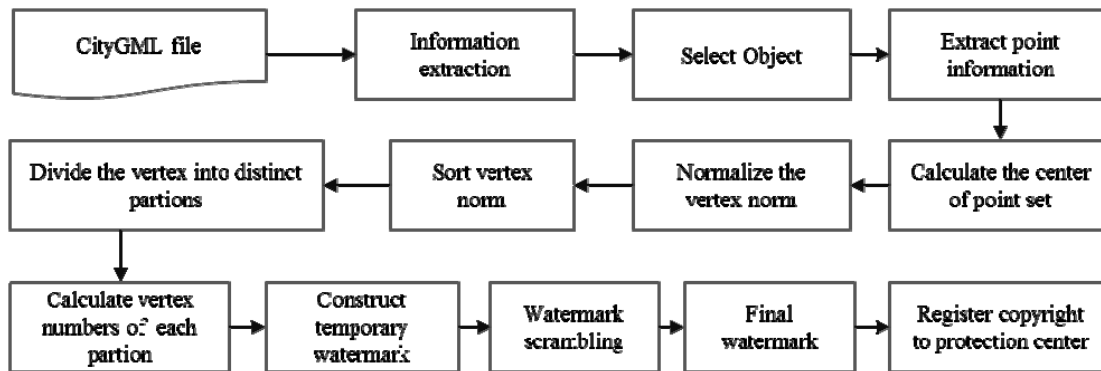 CityGML file
Information
extraction
Select Object
Extract point
information
Divide the vertex into distinct
partions
Sort vertex
norm
Normalize the
vertex norm
Calculate the center
of point set
Calculate vertex
numbers of each
partion
Construct
temporary
watermark
Watermark
scrambling
Final
watermark
Register copyright
to protection center